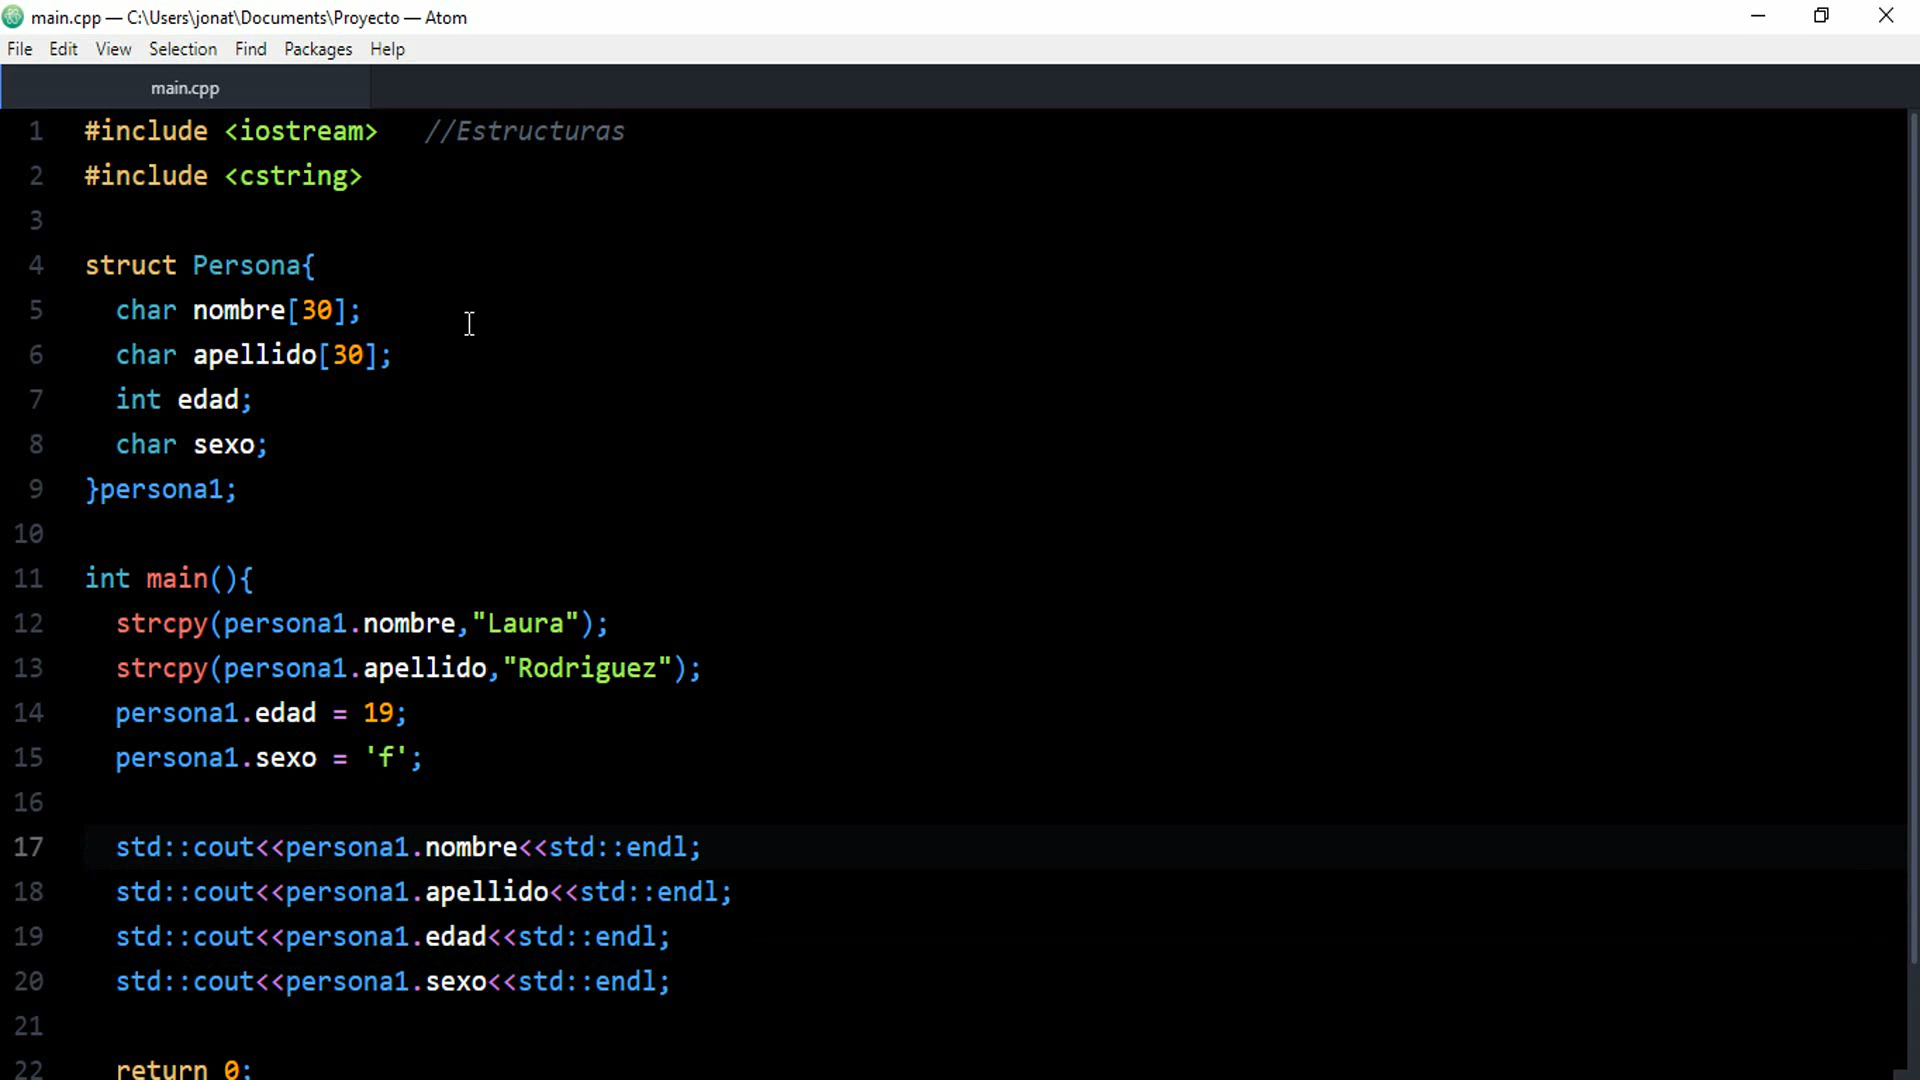 main.cpp — C:\Users\jonat\Documents\Proyecto — Atom
File Edit View Selection Find Packages Help
main.cpp
1 #include <iostream> //Estructuras
2 #include <cstring>
3
4 struct Persona{
5 char nombre[30];
6 char apellido[30];
7 int edad;
8 char sexo;
9 }persona1;
10
11 int main(){
12 strcpy(persona1.nombre,"Laura");
13 strcpy(persona1.apellido,"Rodriguez");
14 persona1.edad = 19;
15 persona1.sexo = 'f';
16
17 std::cout<<persona1.nombre<<std::endl;
18 std::cout<<persona1.apellido<<std::endl;
19 std::cout<<persona1.edad<<std::endl;
20 std::cout<<persona1.sexo<<std::endl;
21
22 return 0;